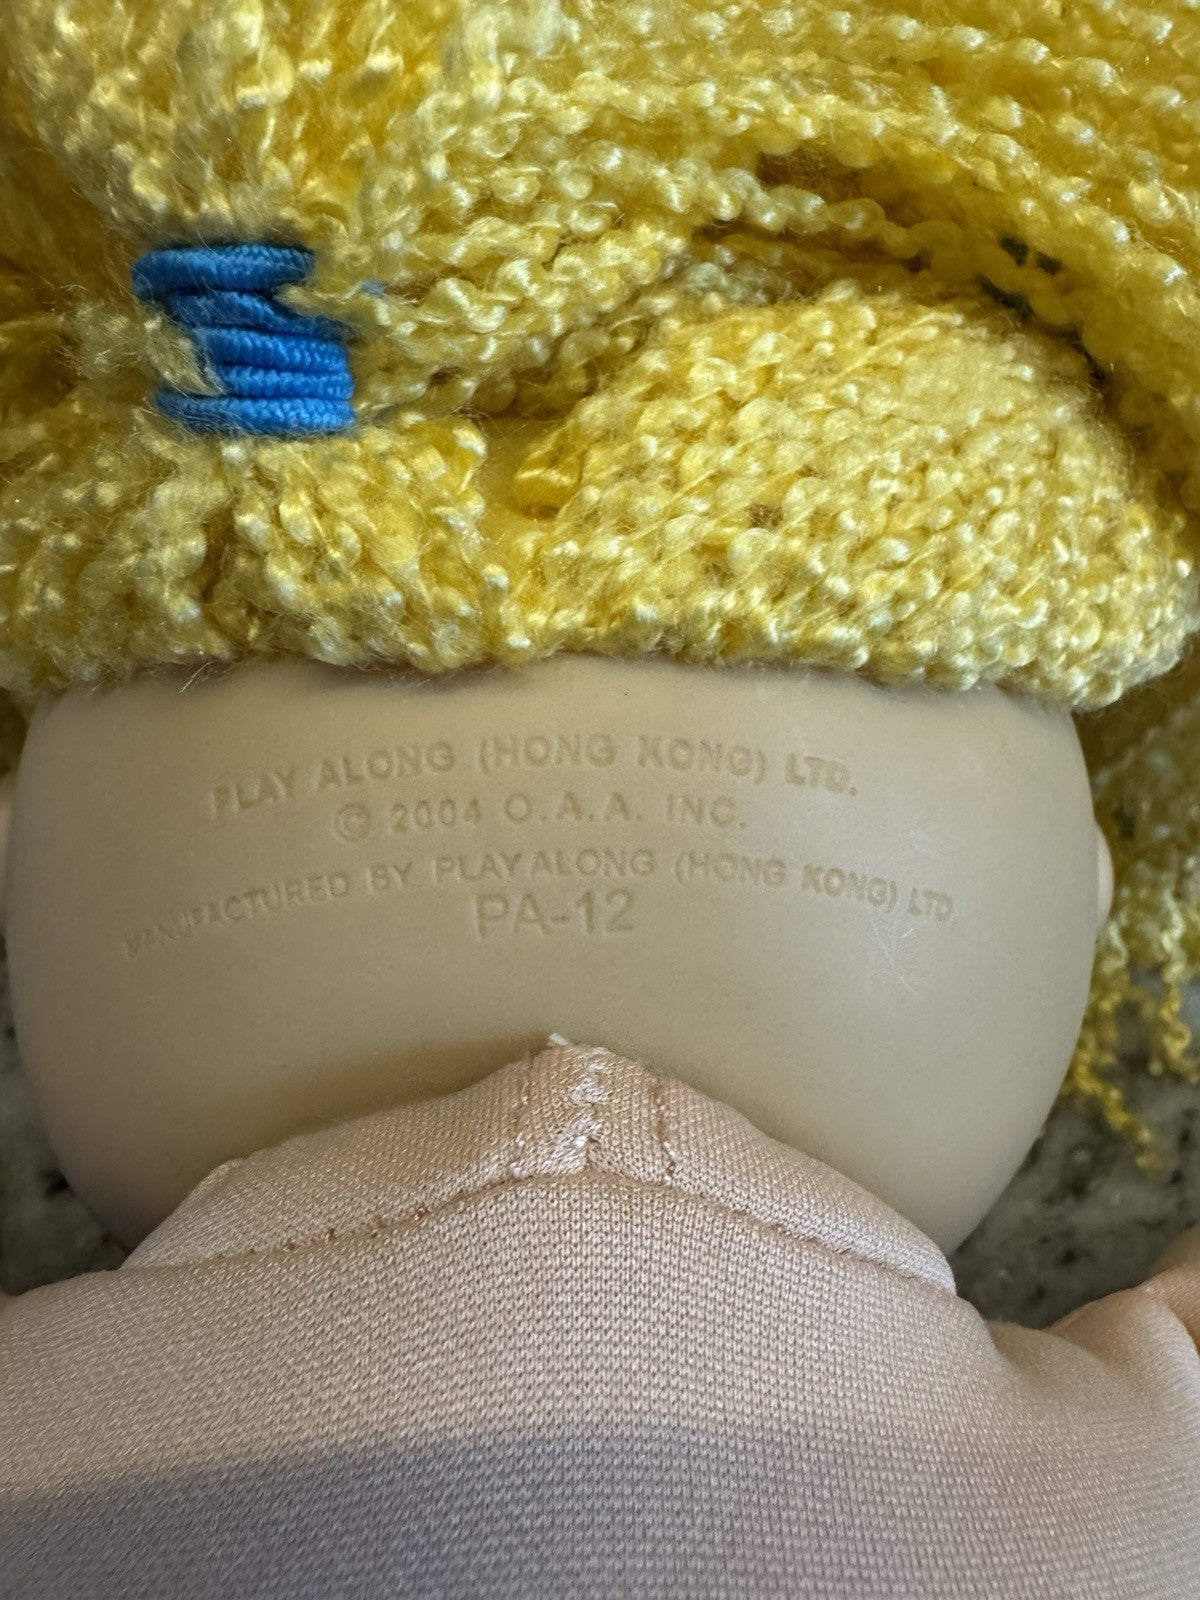 PLAY ALONG (HONG KONG) LTD.
© 2004 O.A.A. INC.
MANUFACTURED BY PLAY ALONG (HONG KONG) LTD.
PA-12